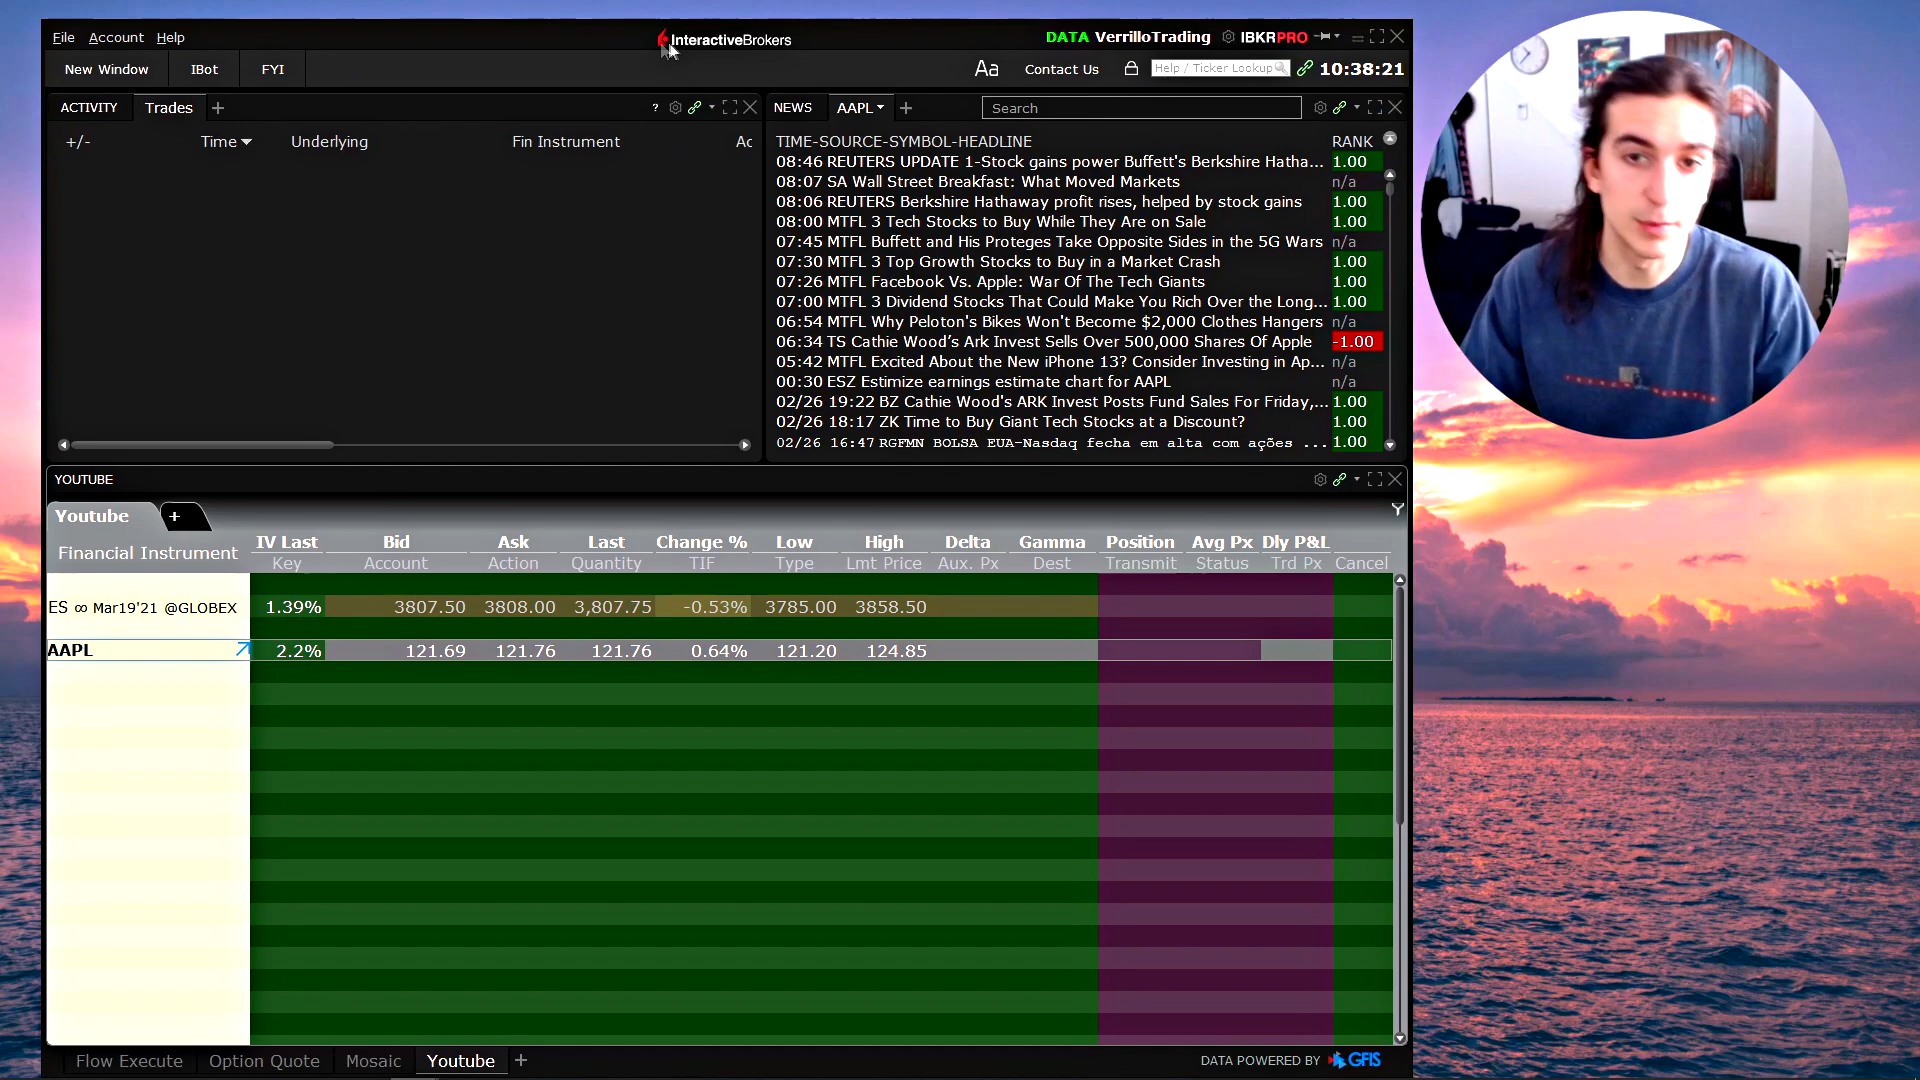 File Account Help
InteractiveBrokers
DATA VerrilloTrading IBKRPRO
New Window IBot FYI
Aa Contact Us Help / Ticker Lookup 10:38:21
ACTIVITY Trades + ?
+/- Time Underlying Fin Instrument Ac
NEWS AAPL + Search
TIME-SOURCE-SYMBOL-HEADLINE RANK
08:46 REUTERS UPDATE 1-Stock gains power Buffett's Berkshire Hatha... 1.00
08:07 SA Wall Street Breakfast: What Moved Markets n/a
08:06 REUTERS Berkshire Hathaway profit rises, helped by stock gains 1.00
08:00 MTFL 3 Tech Stocks to Buy While They Are on Sale 1.00
07:45 MTFL Buffett and His Proteges Take Opposite Sides in the 5G Wars n/a
07:30 MTFL 3 Top Growth Stocks to Buy in a Market Crash 1.00
07:26 MTFL Facebook Vs. Apple: War Of The Tech Giants 1.00
07:00 MTFL 3 Dividend Stocks That Could Make You Rich Over the Long... 1.00
06:54 MTFL Why Peloton's Bikes Won't Become $2,000 Clothes Hangers n/a
06:34 TS Cathie Wood’s Ark Invest Sells Over 500,000 Shares Of Apple -1.00
05:42 MTFL Excited About the New iPhone 13? Consider Investing in Ap... n/a
00:30 ESZ Estimize earnings estimate chart for AAPL n/a
02/26 19:22 BZ Cathie Wood's ARK Invest Posts Fund Sales For Friday,... 1.00
02/26 18:17 ZK Time to Buy Giant Tech Stocks at a Discount? 1.00
02/26 16:47 RGFMN BOLSA EUA-Nasdaq fecha em alta com ações ... 1.00
YOUTUBE
Youtube +
Financial Instrument IV Last Bid Ask Last Change % Low High Delta Gamma Position Avg Px Dly P&L
Key Account Action Quantity TIF Type Lmt Price Aux. Px Dest Transmit Status Trd Px Cancel
ES ∞ Mar19'21 @GLOBEX 1.39% 3807.50 3808.00 3,807.75 -0.53% 3785.00 3858.50
AAPL 2.2% 121.69 121.76 121.76 0.64% 121.20 124.85
Flow Execute Option Quote Mosaic Youtube +
DATA POWERED BY GFIS